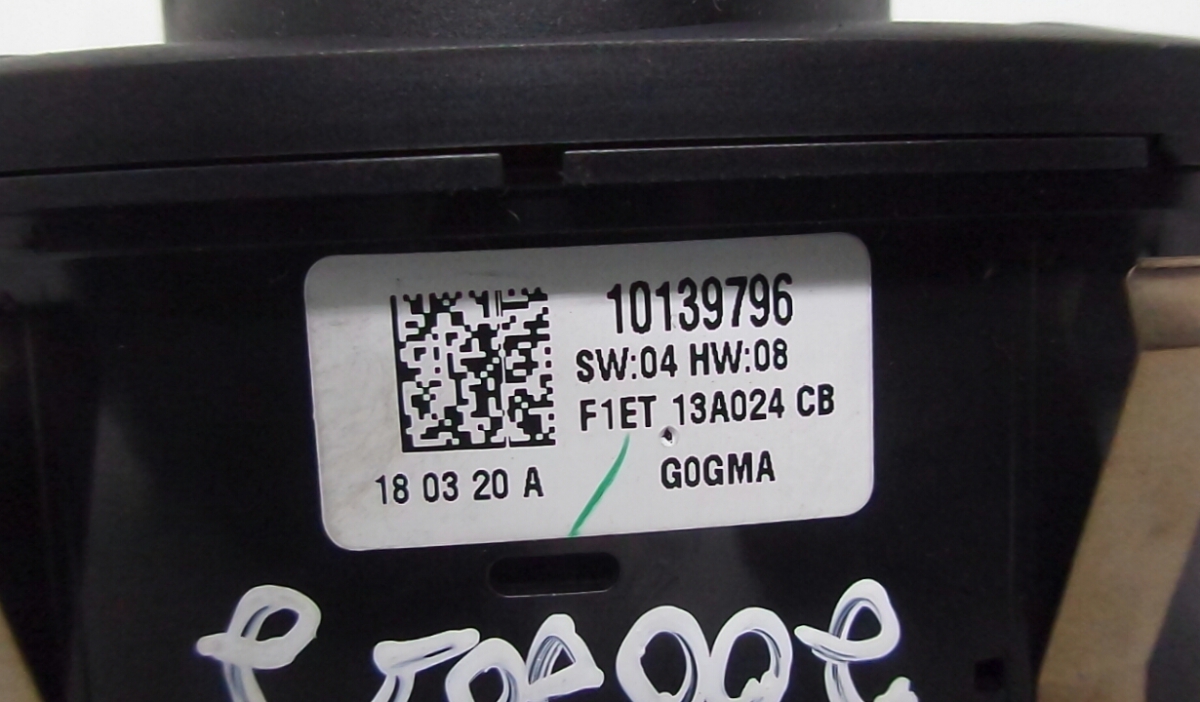 10139796
SW:04 HW:08
F1ET 13A024 CB
G0GMA
18 03 20 A